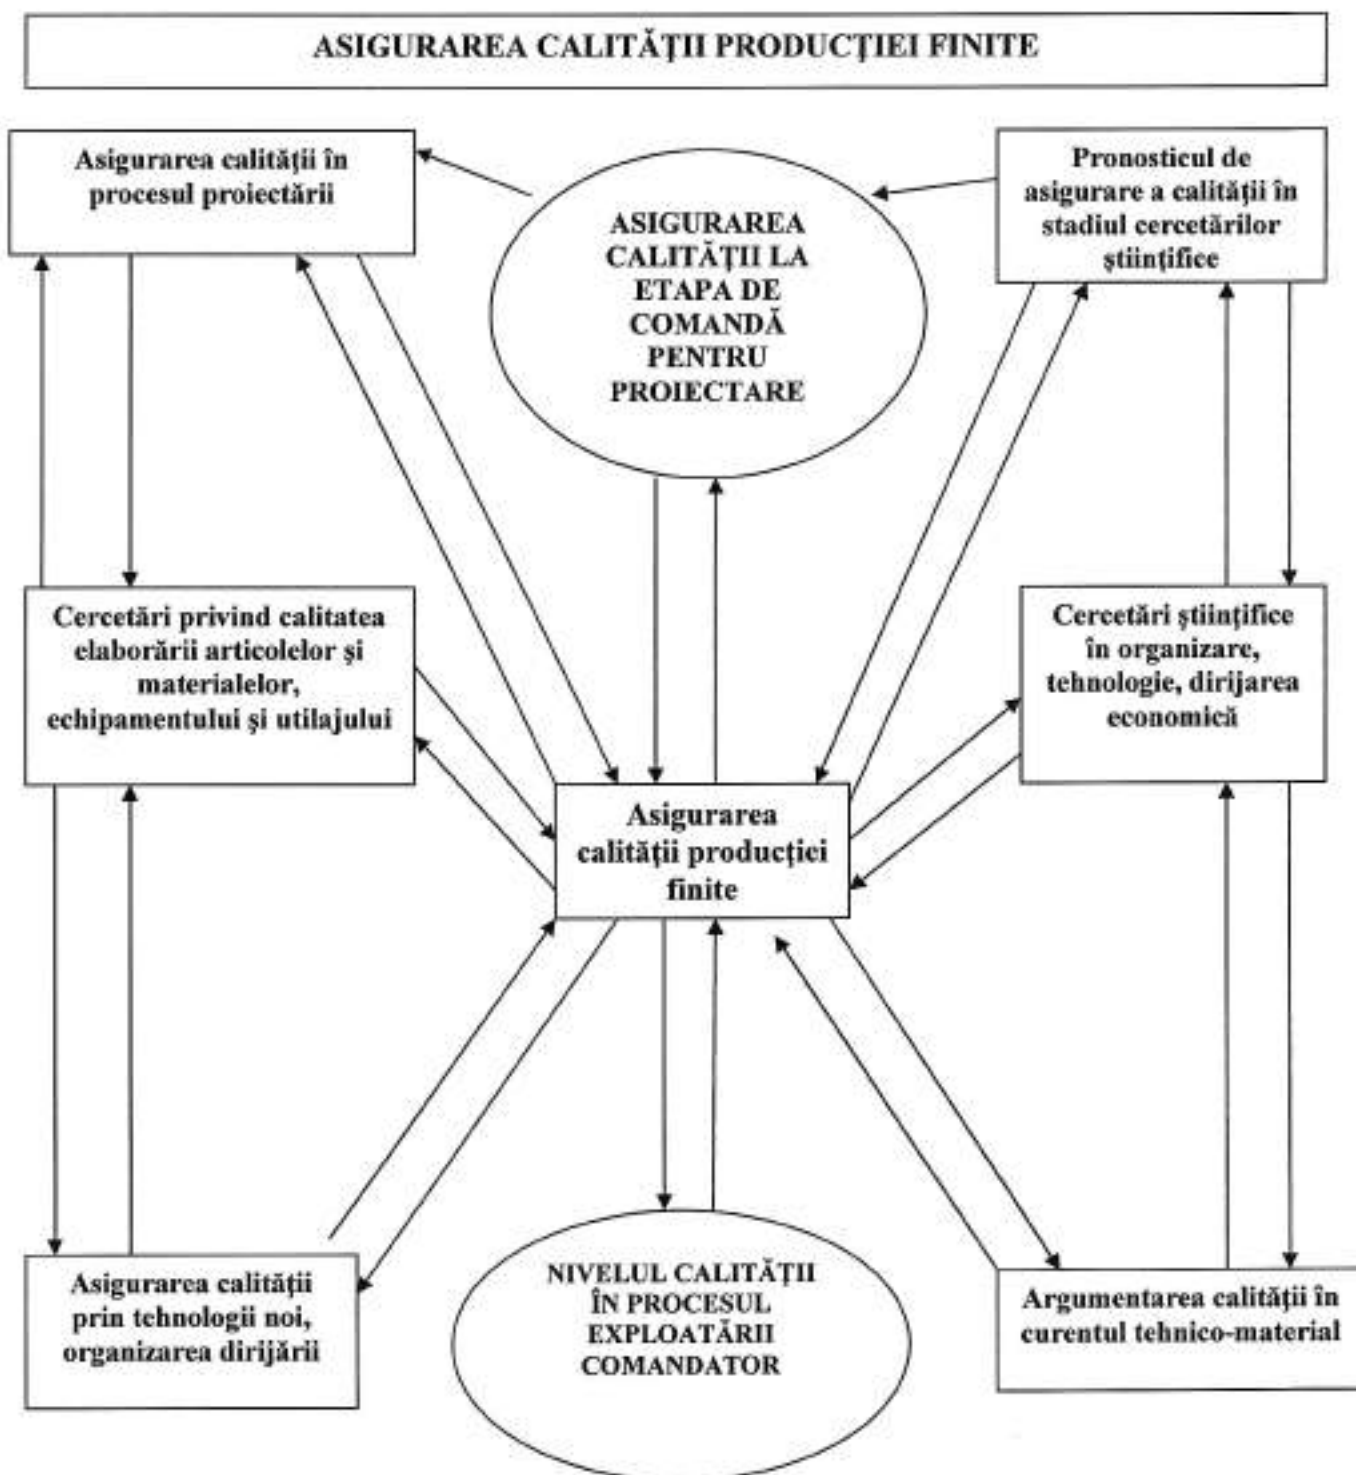 ASIGURAREA CALITĂŢII PRODUCŢIEI FINITE
Asigurarea calităţii în
procesul proiectării
ASIGURAREA
CALITĂŢII LA
ETAPA DE
COMANDĂ
PENTRU
PROIECTARE
Pronosticul de
asigurare a calităţii în
stadiul cercetărilor
ştiinţifice
Cercetări privind calitatea
elaborării articolelor şi
materialelor,
echipamentului şi utilajului
Cercetări ştiinţifice
în organizare,
tehnologie, dirijarea
economică
Asigurarea
calităţii producţiei
finite
Asigurarea calităţii
prin tehnologii noi,
organizarea dirijării
NIVELUL CALITĂŢII
ÎN PROCESUL
EXPLOATĂRII
COMANDATOR
Argumentarea calităţii în
curentul tehnico-material